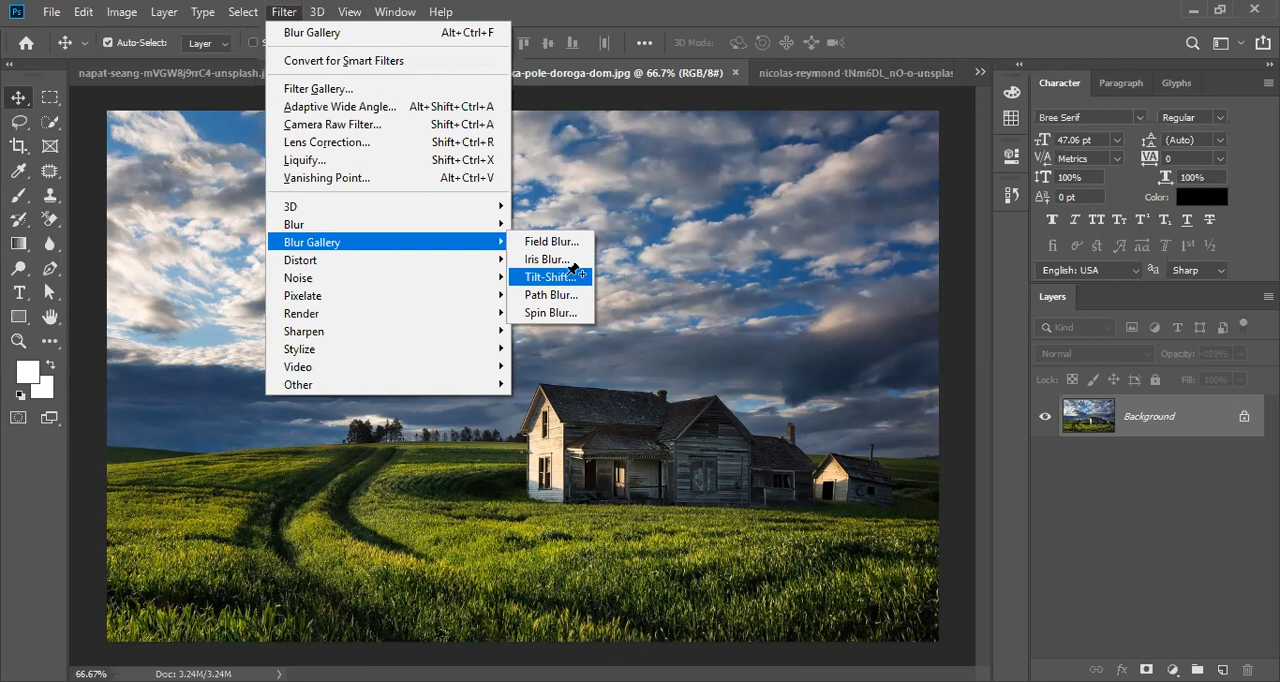 Ps File Edit Image Layer Type Select Filter 3D View Window Help
Auto-Select: Layer
3D Mode:
napat-seang-mVGW8j9rrC4-unsplash.j
ka-pole-doroga-dom.jpg @ 66.7% (RGB/8#) ×
nicolas-reymond-tNm6DL_nO-o-unsplas
Blur Gallery Alt+Ctrl+F
Convert for Smart Filters
Filter Gallery...
Adaptive Wide Angle... Alt+Shift+Ctrl+A
Camera Raw Filter... Shift+Ctrl+A
Lens Correction... Shift+Ctrl+R
Liquify... Shift+Ctrl+X
Vanishing Point... Alt+Ctrl+V
3D
Blur
Blur Gallery
Distort
Noise
Pixelate
Render
Sharpen
Stylize
Video
Other
Field Blur...
Iris Blur...
Tilt-Shift...
Path Blur...
Spin Blur...
Character Paragraph Glyphs
Bree Serif Regular
47.06 pt (Auto)
Metrics 0
100% 100%
0 pt Color:
English: USA Sharp
Layers
Kind
Normal Opacity: 100%
Lock: Fill: 100%
Background
66.67% Doc: 3.24M/3.24M